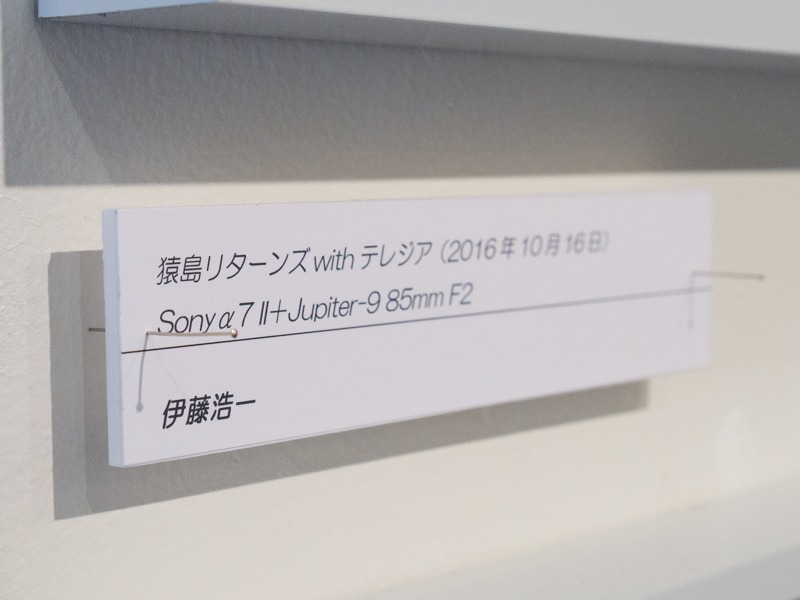 猿島リターンズ with テレジア（2016年10月16日）
Sony α7 II+Jupiter-9 85mm F2
伊藤浩一